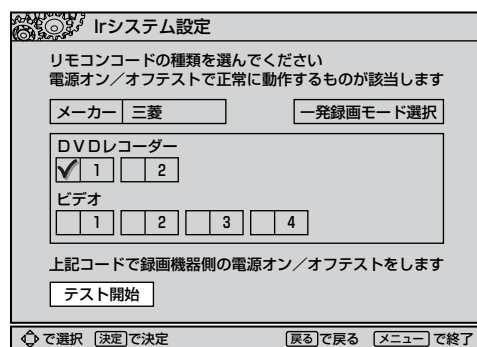 Irシステム設定
リモコンコードの種類を選んでください
電源オン／オフテストで正常に動作するものが該当します
メーカー 三菱 一発録画モード選択
DVDレコーダー
1 2
ビデオ
1 2 3 4
上記コードで録画機器側の電源オン／オフテストをします
テスト開始
で選択 決定で決定 戻るで戻る メニューで終了